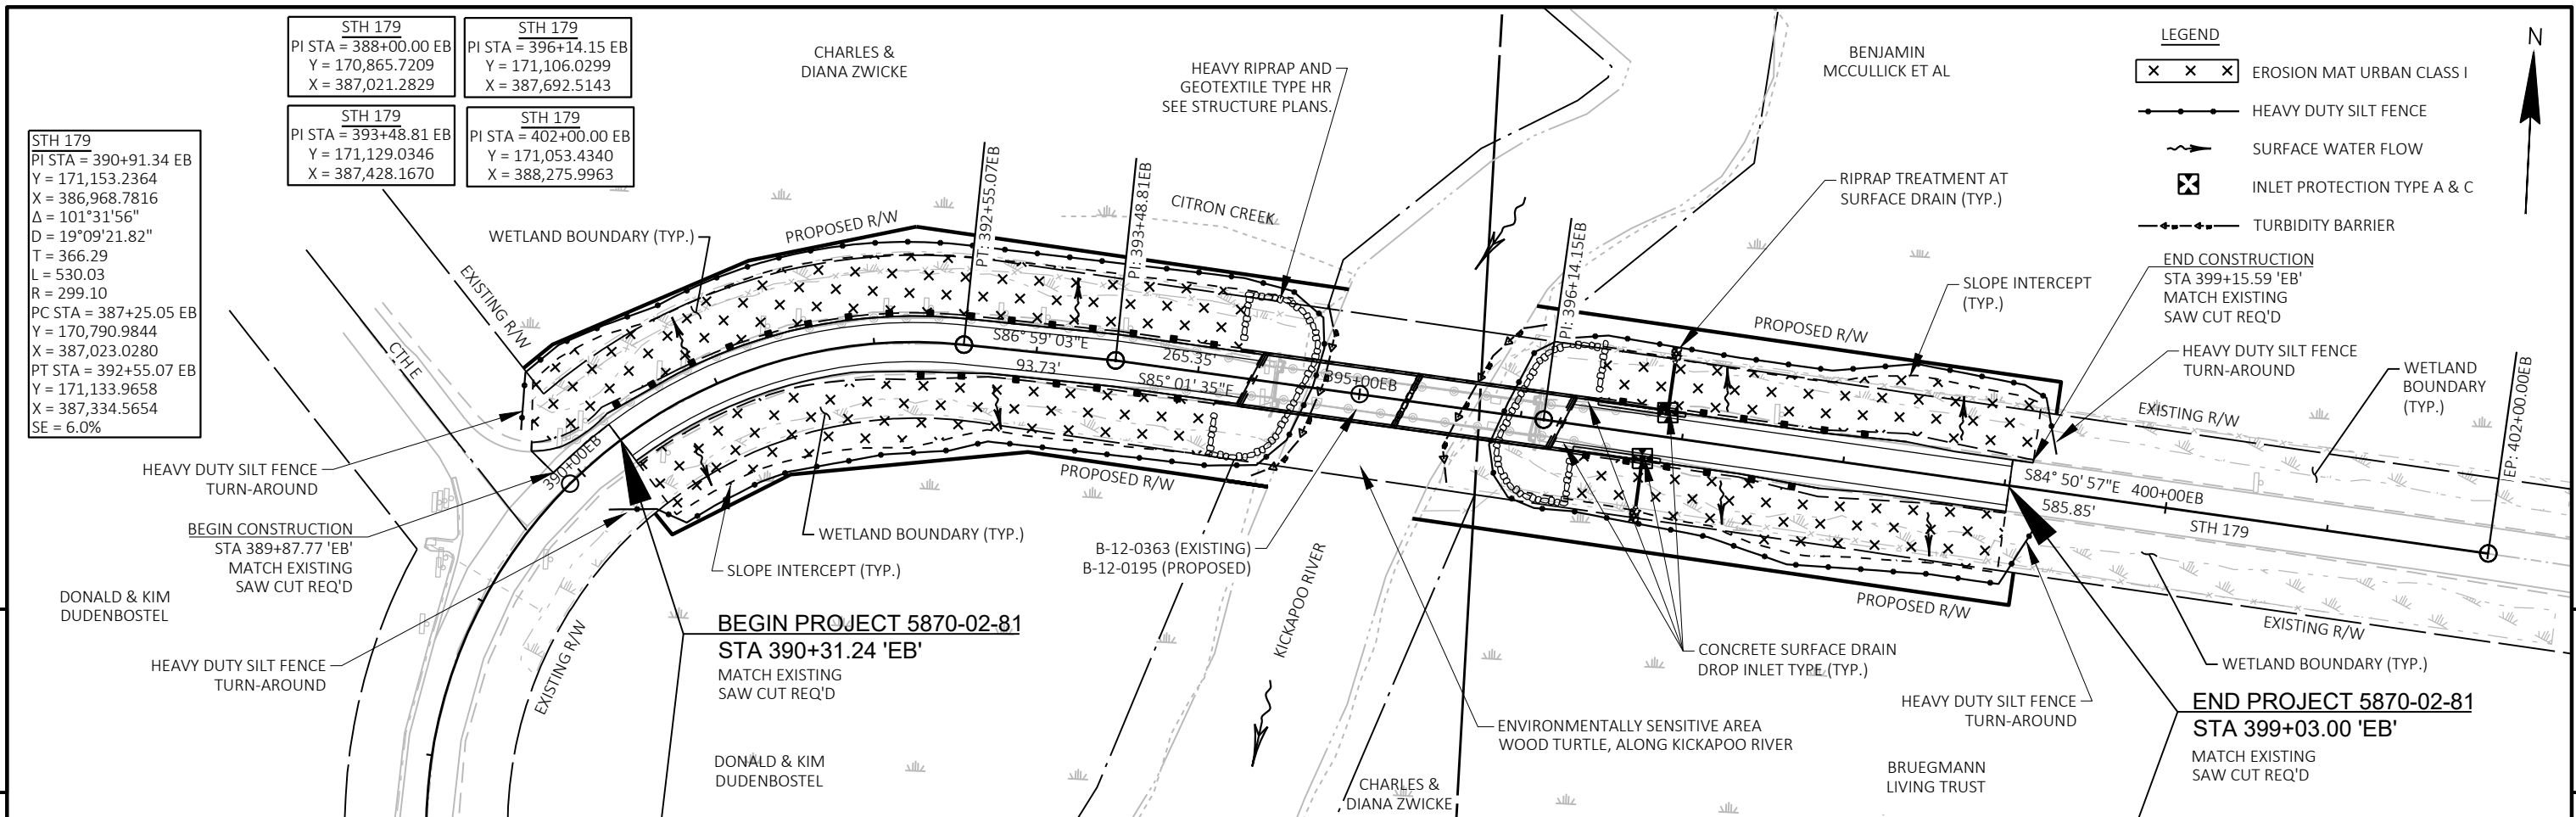 STH 179
PI STA = 388+00.00 EB
Y = 170,865.7209
X = 387,021.2829
STH 179
PI STA = 396+14.15 EB
Y = 171,106.0299
X = 387,692.5143
STH 179
PI STA = 393+48.81 EB
Y = 171,129.0346
X = 387,428.1670
STH 179
PI STA = 402+00.00 EB
Y = 171,053.4340
X = 388,275.9963
STH 179
PI STA = 390+91.34 EB
Y = 171,153.2364
X = 386,968.7816
Δ = 101°31'56"
D = 19°09'21.82"
T = 366.29
L = 530.03
R = 299.10
PC STA = 387+25.05 EB
Y = 170,790.9844
X = 387,023.0280
PT STA = 392+55.07 EB
Y = 171,133.9658
X = 387,334.5654
SE = 6.0%
CHARLES &
DIANA ZWICKE
HEAVY RIPRAP AND
GEOTEXTILE TYPE HR
SEE STRUCTURE PLANS.
BENJAMIN
MCCULLICK ET AL
LEGEND
EROSION MAT URBAN CLASS I
HEAVY DUTY SILT FENCE
SURFACE WATER FLOW
INLET PROTECTION TYPE A & C
TURBIDITY BARRIER
N
RIPRAP TREATMENT AT
SURFACE DRAIN (TYP.)
CITRON CREEK
PROPOSED R/W
WETLAND BOUNDARY (TYP.)
PT: 392+55.07EB
PI: 393+48.81EB
PI: 396+14.15EB
EXISTING R/W
CTH E
SLOPE INTERCEPT
(TYP.)
END CONSTRUCTION
STA 399+15.59 'EB'
MATCH EXISTING
SAW CUT REQ'D
PROPOSED R/W
HEAVY DUTY SILT FENCE
TURN-AROUND
WETLAND
BOUNDARY
(TYP.)
EP: 402+00.00EB
EXISTING R/W
S86° 59' 03"E
93.73'
265.35'
S85° 01' 35"E
395+00EB
390+00EB
S84° 50' 57"E
400+00EB
585.85'
STH 179
HEAVY DUTY SILT FENCE
TURN-AROUND
PROPOSED R/W
BEGIN CONSTRUCTION
STA 389+87.77 'EB'
MATCH EXISTING
SAW CUT REQ'D
WETLAND BOUNDARY (TYP.)
SLOPE INTERCEPT (TYP.)
B-12-0363 (EXISTING)
B-12-0195 (PROPOSED)
KICKAPOO RIVER
DONALD & KIM
DUDENBOSTEL
BEGIN PROJECT 5870-02-81
STA 390+31.24 'EB'
MATCH EXISTING
SAW CUT REQ'D
PROPOSED R/W
EXISTING R/W
CONCRETE SURFACE DRAIN
DROP INLET TYPE (TYP.)
WETLAND BOUNDARY (TYP.)
HEAVY DUTY SILT FENCE
TURN-AROUND
EXISTING R/W
HEAVY DUTY SILT FENCE
TURN-AROUND
END PROJECT 5870-02-81
STA 399+03.00 'EB'
MATCH EXISTING
SAW CUT REQ'D
ENVIRONMENTALLY SENSITIVE AREA
WOOD TURTLE, ALONG KICKAPOO RIVER
DONALD & KIM
DUDENBOSTEL
CHARLES &
DIANA ZWICKE
BRUEGMANN
LIVING TRUST